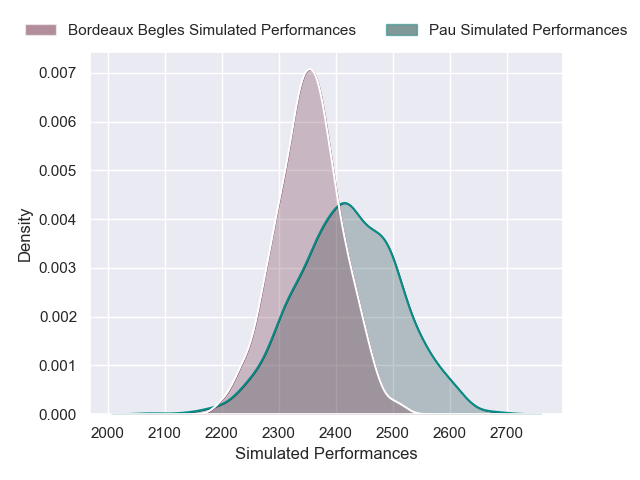 Bordeaux Begles Simulated Performances
Pau Simulated Performances
0.007
0.006
0.005
0.004
0.003
0.002
0.001
0.000
Density
2000 2100 2200 2300 2400 2500 2600 2700
Simulated Performances